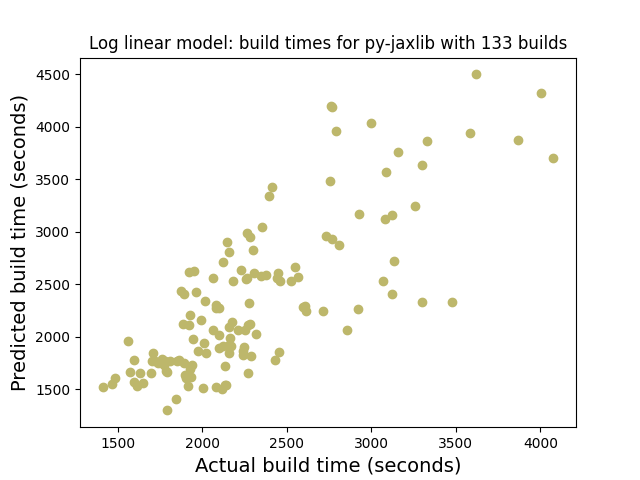 Log linear model: build times for py-jaxlib with 133 builds
Predicted build time (seconds)
4500
4000
3500
3000
2500
2000
1500
1500 2000 2500 3000 3500 4000
Actual build time (seconds)